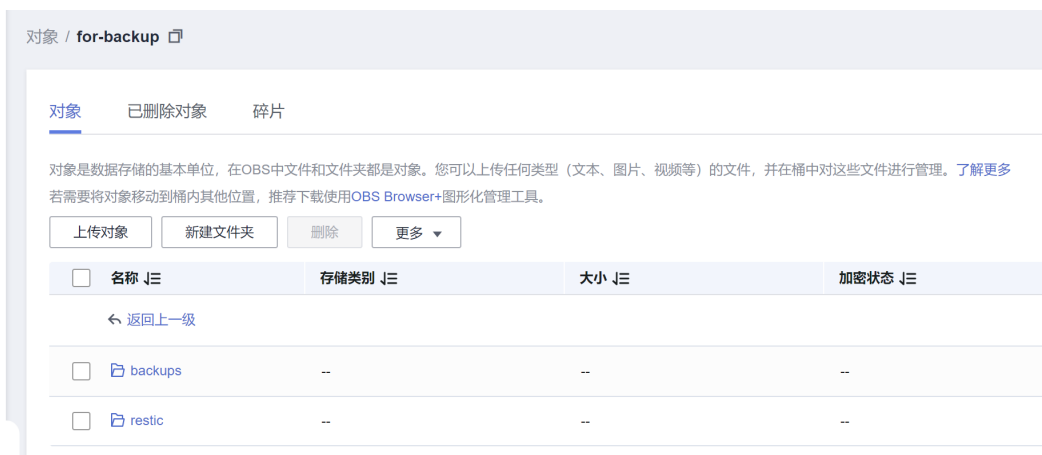 对象 / for-backup
对象 已删除对象 碎片
对象是数据存储的基本单位，在OBS中文件和文件夹都是对象。您可以上传任何类型（文本、图片、视频等）的文件，并在桶中对这些文件进行管理。了解更多
若需要将对象移动到桶内其他位置，推荐下载使用OBS Browser+图形化管理工具。
上传对象 新建文件夹 删除 更多
名称 存储类别 大小 加密状态
返回上一级
backups -- -- --
restic -- -- --